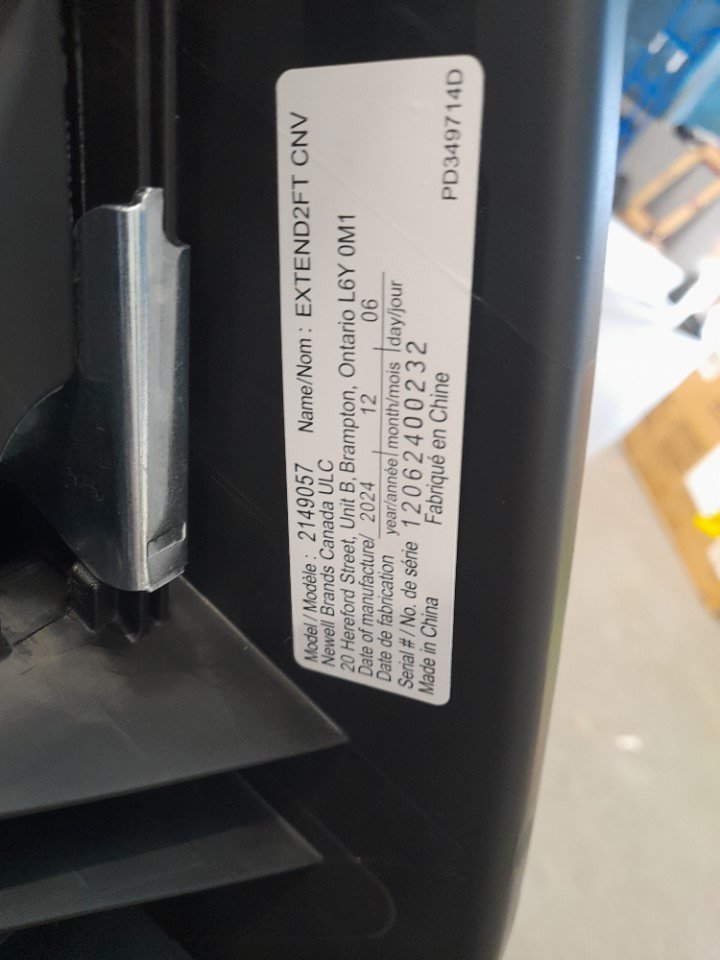 Model / Modèle : 2149057 Name/Nom : EXTEND2FT CNV
Newell Brands Canada ULC
20 Hereford Street, Unit B, Brampton, Ontario L6Y 0M1
Date of manufacture/ 2024 12 06
Date de fabrication year/année month/mois day/jour
Serial # / No. de série 1206240 0232
Made in China Fabriqué en Chine
PD349714D